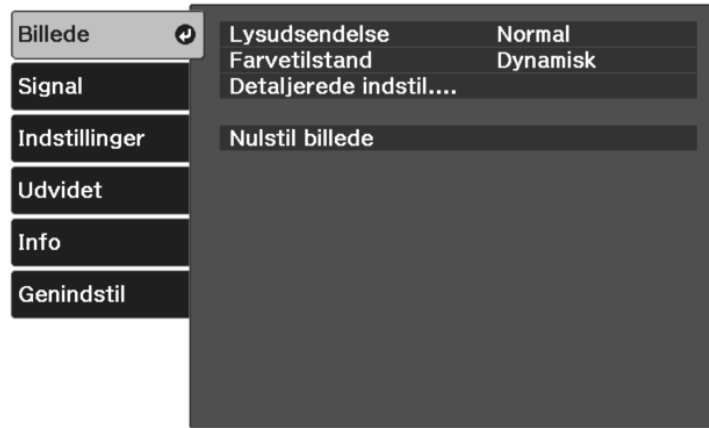 Billede
Signal
Indstillinger
Udvidet
Info
Genindstil
Lysudsendelse Normal
Farvetilstand Dynamisk
Detaljerede indstil....
Nulstil billede